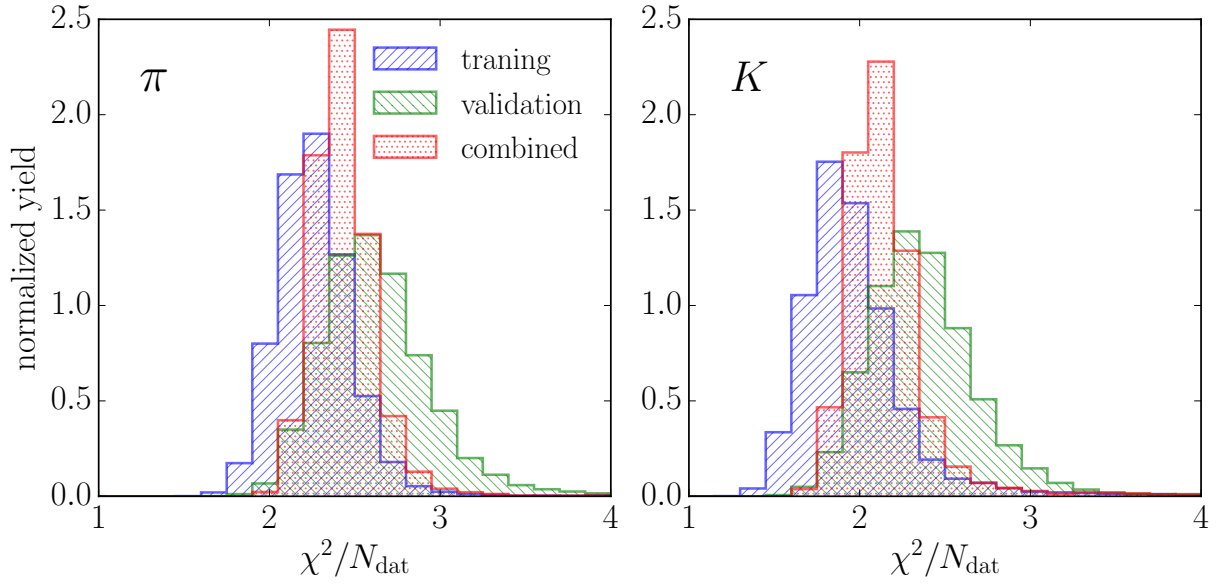 π
traning
validation
combined
normalized yield
2.5
2.0
1.5
1.0
0.5
0.0
1 2 3 4
χ²/N_dat
K
2.5
2.0
1.5
1.0
0.5
0.0
1 2 3 4
χ²/N_dat